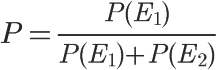 P = \frac{P(E_1)}{P(E_1) + P(E_2)}